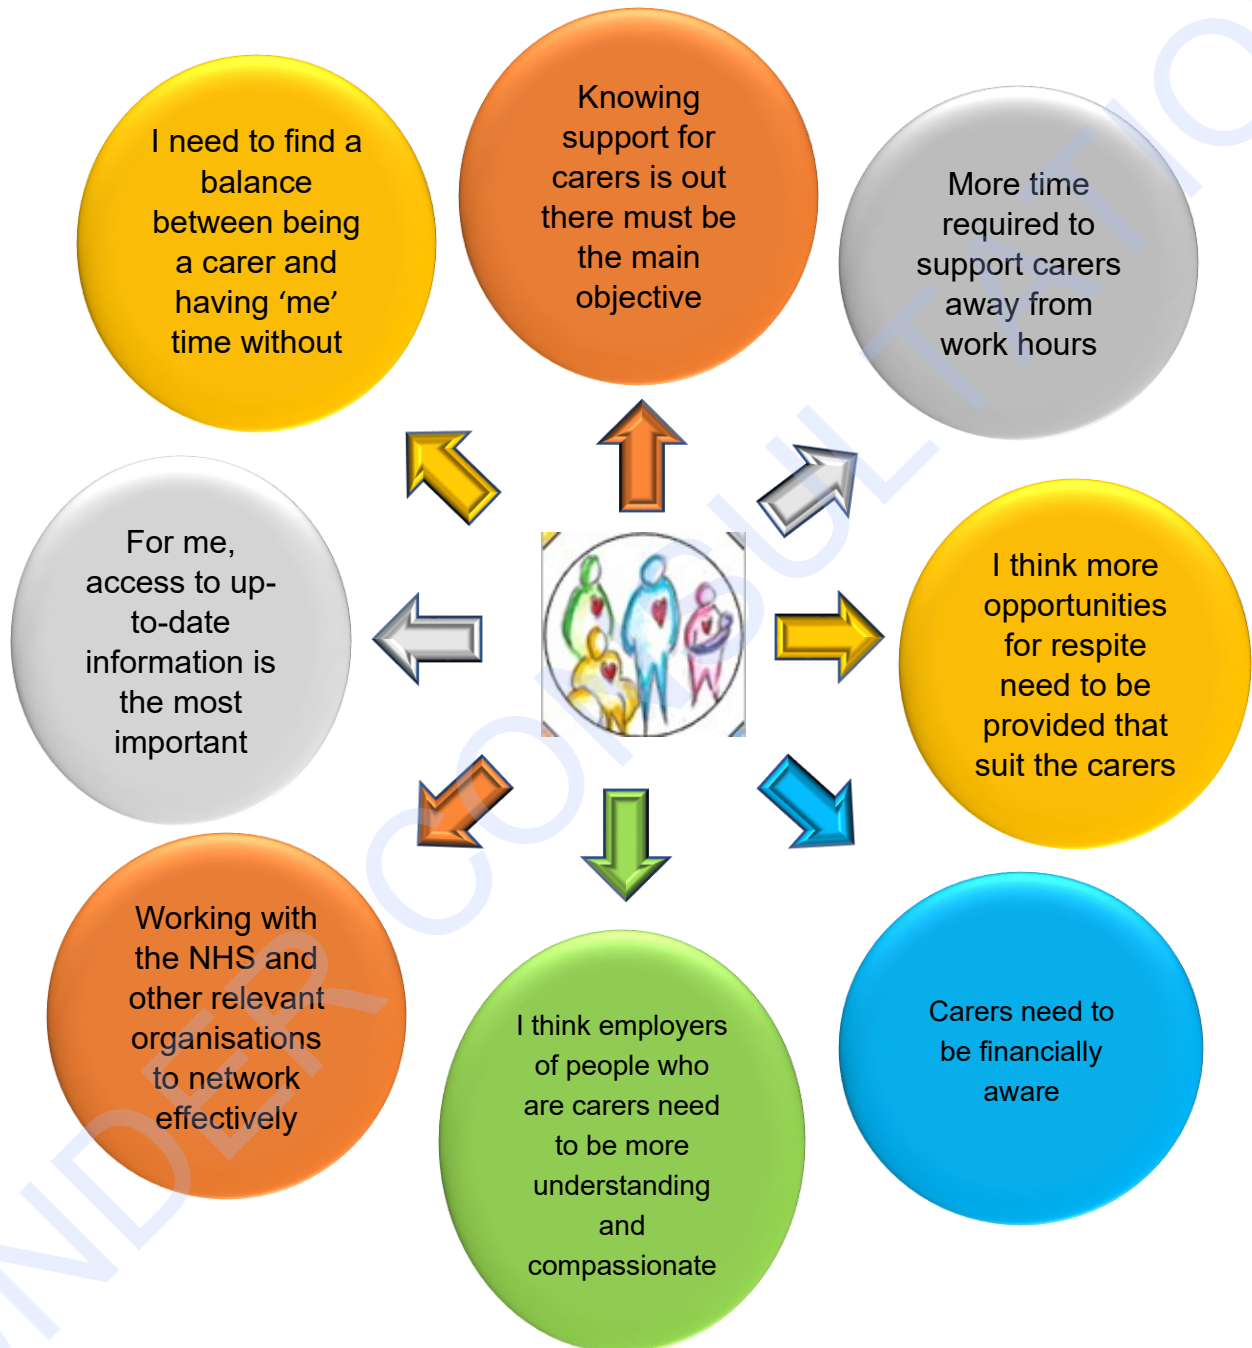 I need to find a
balance
between being
a carer and
having ‘me’
time without
Knowing
support for
carers is out
there must be
the main
objective
More time
required to
support carers
away from
work hours
For me,
access to up-
to-date
information is
the most
important
I think more
opportunities
for respite
need to be
provided that
suit the carers
Working with
the NHS and
other relevant
organisations
to network
effectively
I think employers
of people who
are carers need
to be more
understanding
and
compassionate
Carers need to
be financially
aware
UNDER CONSULTATIO